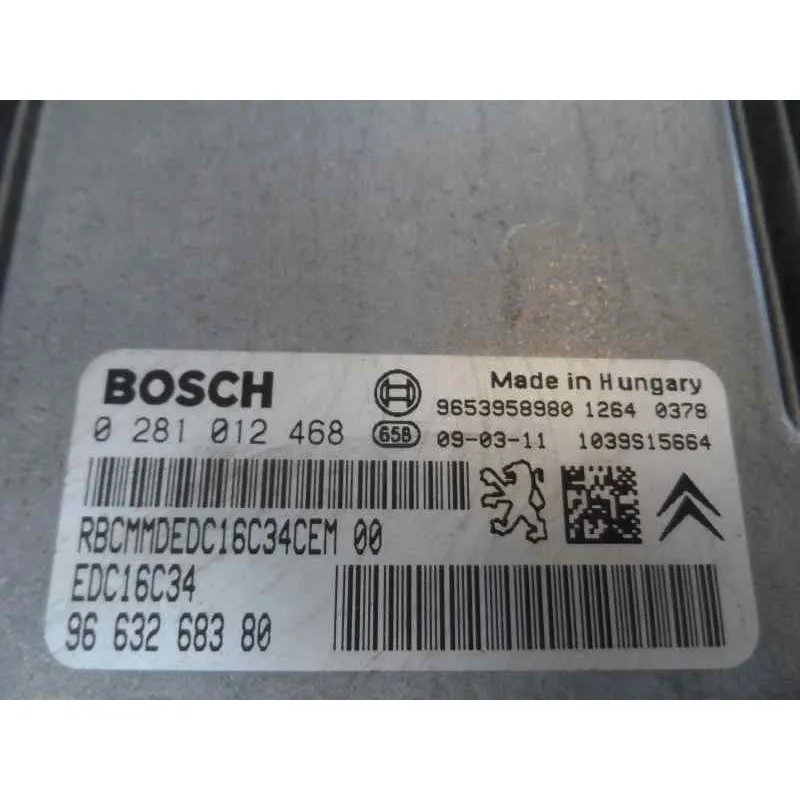 BOSCH
Made in Hungary
9653958980 1264 0378
0 281 012 468
65B
09-03-11 1039S15664
RBCMMDEDC16C34CEM 00
EDC16C34
96 632 683 80